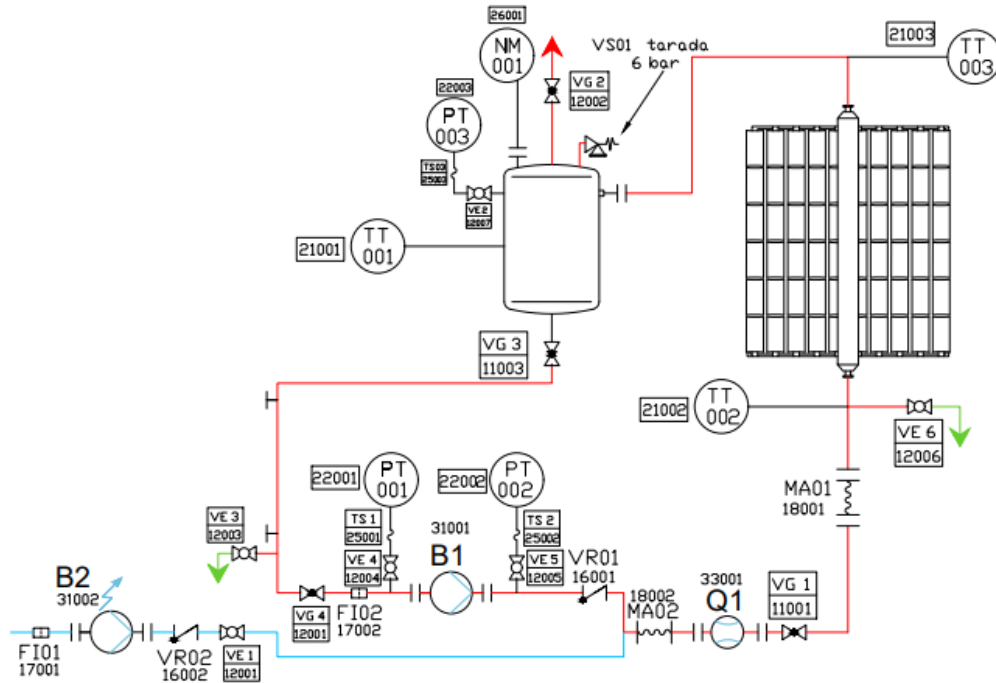 26001
NM
001
VS01 tarada
6 bar
21003
TT
003
VG 2
12002
22003
PT
003
TS03
25003
VE 2
12007
21001
TT
001
VG 3
11003
21002
TT
002
VE 6
12006
22001
PT
001
22002
PT
002
MA01
18001
VE 3
12003
TS 1
25001
31001
B1
TS 2
25002
VE 4
12004
VE 5
12005
VR01
16001
B2
31002
VG 4
12001
FI02
17002
18002
MA02
33001
Q1
VG 1
11001
FI01
17001
VR02
16002
VE 1
12001